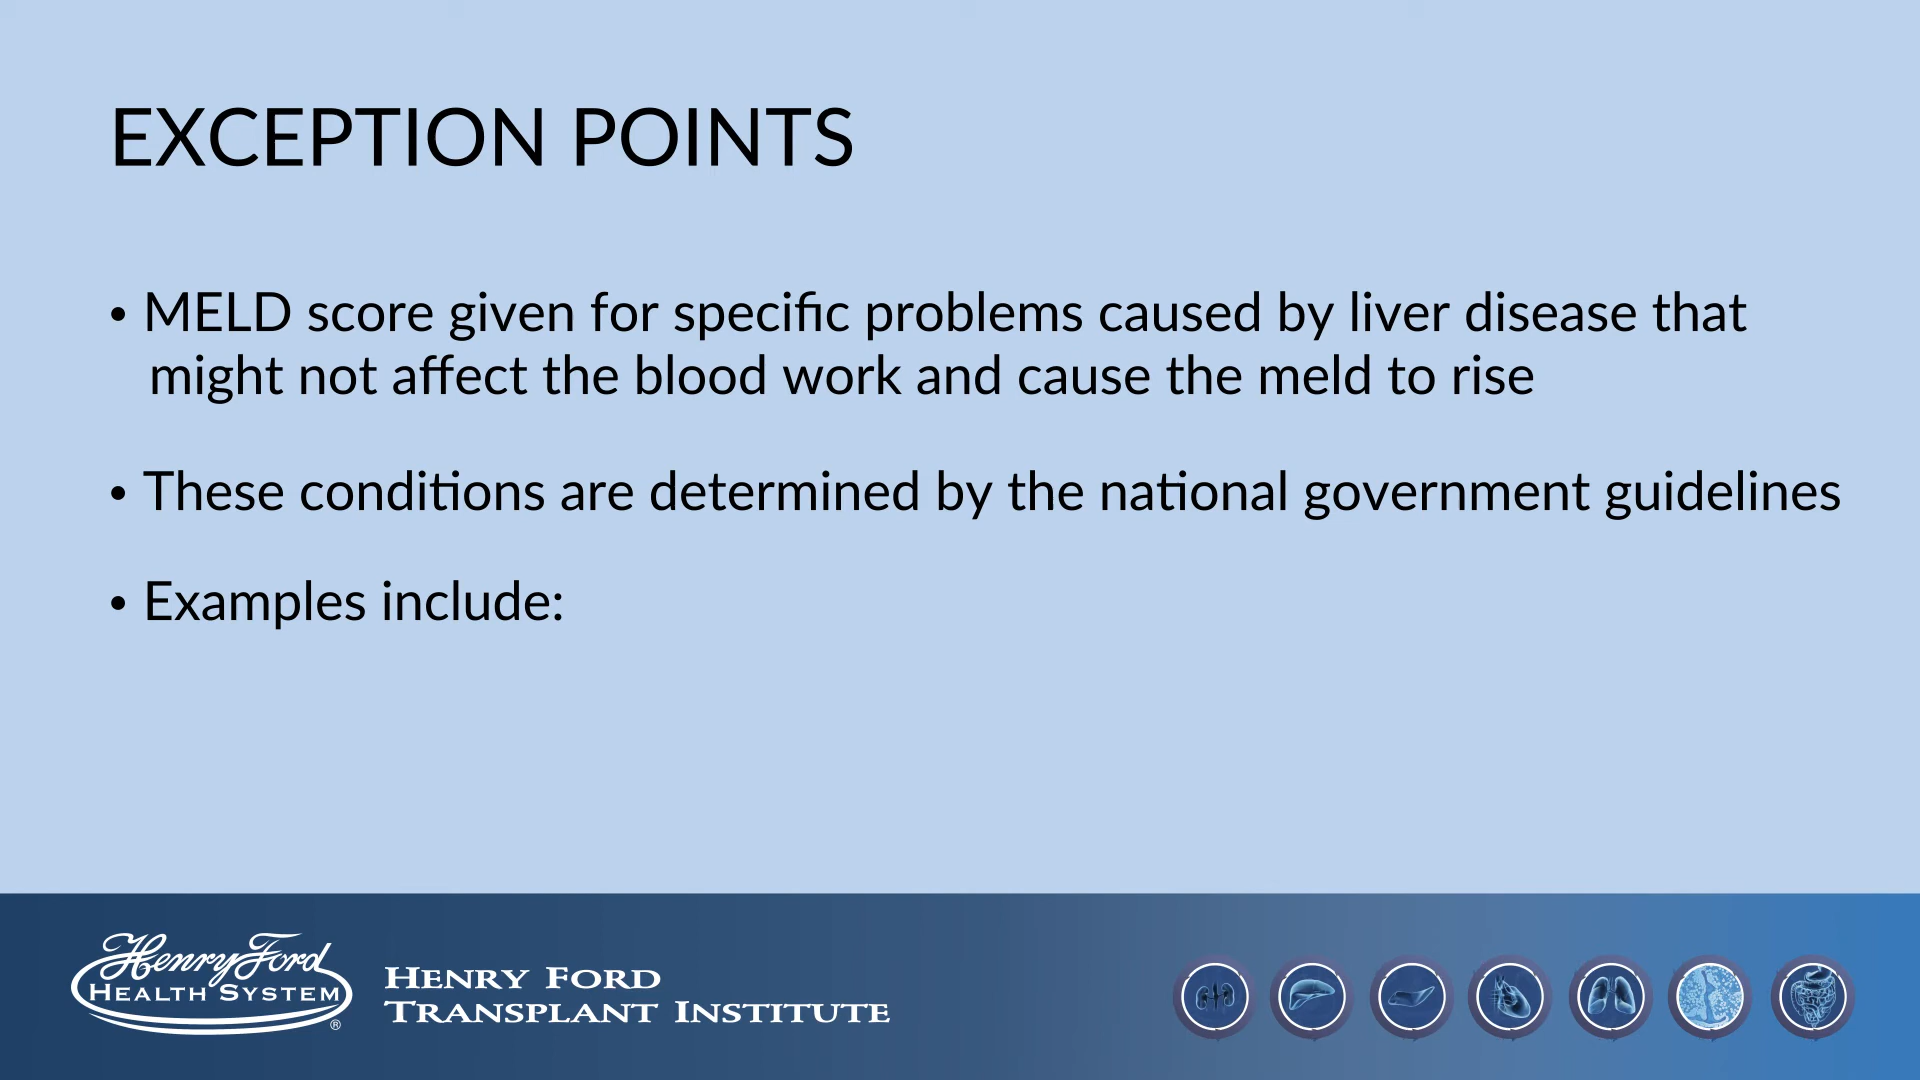 EXCEPTION POINTS
• MELD score given for specific problems caused by liver disease that
might not affect the blood work and cause the meld to rise
• These conditions are determined by the national government guidelines
• Examples include:
Henry Ford
HEALTH SYSTEM
®
HENRY FORD
TRANSPLANT INSTITUTE